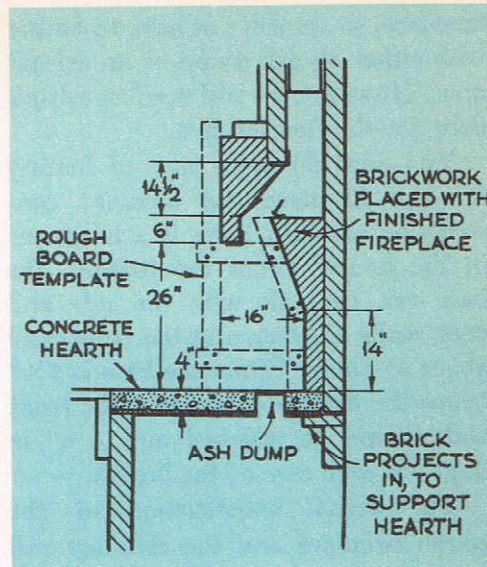 14½"
6"
26"
BRICKWORK
PLACED WITH
FINISHED
FIREPLACE
ROUGH
BOARD
TEMPLATE
16"
CONCRETE
HEARTH
4"
14"
ASH DUMP
BRICK
PROJECTS
IN, TO
SUPPORT
HEARTH